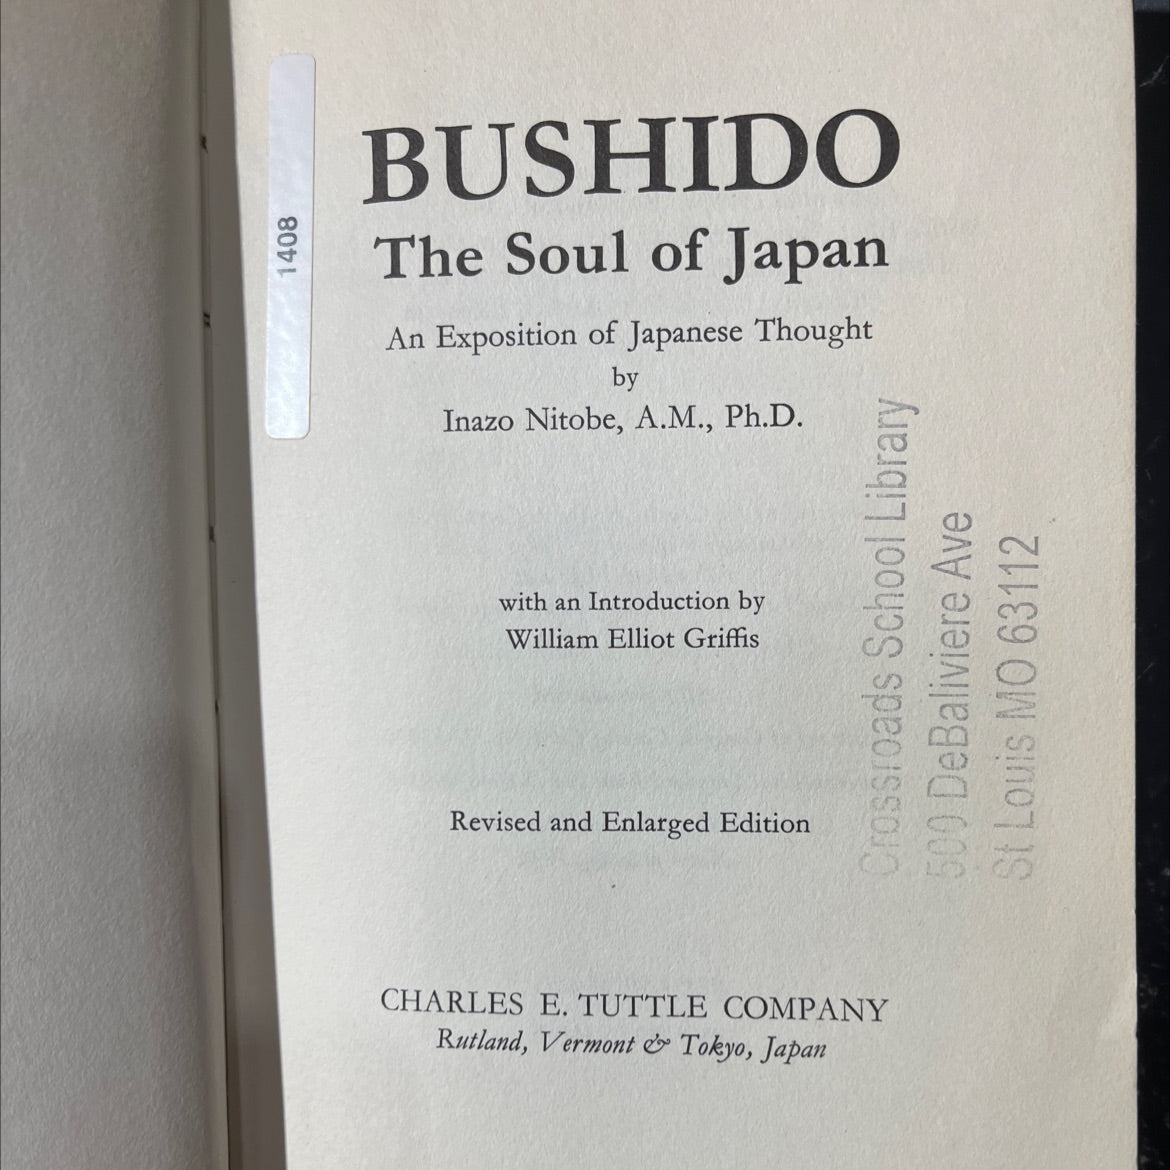 BUSHIDO
The Soul of Japan
An Exposition of Japanese Thought
by
Inazo Nitobe, A.M., Ph.D.
with an Introduction by
William Elliot Griffis
Revised and Enlarged Edition
CHARLES E. TUTTLE COMPANY
Rutland, Vermont & Tokyo, Japan
1408
Crossroads School Library
500 DeBaliviere Ave
St Louis MO 63112